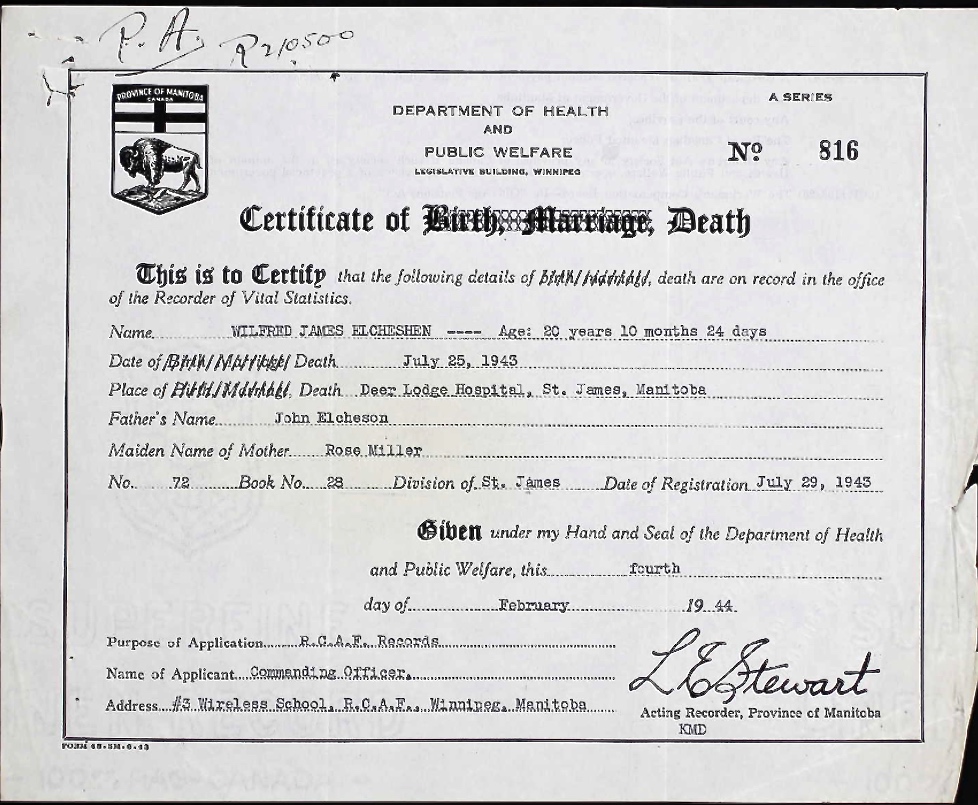 P. A. R210500
PROVINCE OF MANITOBA
CANADA
A SERIES
DEPARTMENT OF HEALTH
AND
PUBLIC WELFARE
LEGISLATIVE BUILDING, WINNIPEG
Nº 816
Certificate of Birth, Marriage, Death
This is to Certify that the following details of birth/marriage, death are on record in the office
of the Recorder of Vital Statistics.
Name WILFRED JAMES ELCHESHEN ---- Age: 20 years 10 months 24 days
Date of Birth/Marriage/ Death July 25, 1943
Place of Birth/Marriage, Death Deer Lodge Hospital, St. James, Manitoba
Father's Name John Elcheson
Maiden Name of Mother Rose Miller
No. 72 Book No. 28 Division of St. James Date of Registration July 29, 1943
Given under my Hand and Seal of the Department of Health
and Public Welfare, this fourth
day of February 19 44
Purpose of Application R.C.A.F. Records
Name of Applicant Commanding Officer,
Address #3 Wireless School, R.C.A.F., Winnipeg, Manitoba
L E Stewart
Acting Recorder, Province of Manitoba
KMD
FORM 45-5M-6-43